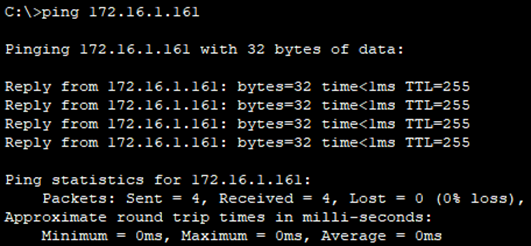 C:\>ping 172.16.1.161
Pinging 172.16.1.161 with 32 bytes of data:
Reply from 172.16.1.161: bytes=32 time<1ms TTL=255
Reply from 172.16.1.161: bytes=32 time<1ms TTL=255
Reply from 172.16.1.161: bytes=32 time<1ms TTL=255
Reply from 172.16.1.161: bytes=32 time<1ms TTL=255
Ping statistics for 172.16.1.161:
    Packets: Sent = 4, Received = 4, Lost = 0 (0% loss),
Approximate round trip times in milli-seconds:
    Minimum = 0ms, Maximum = 0ms, Average = 0ms